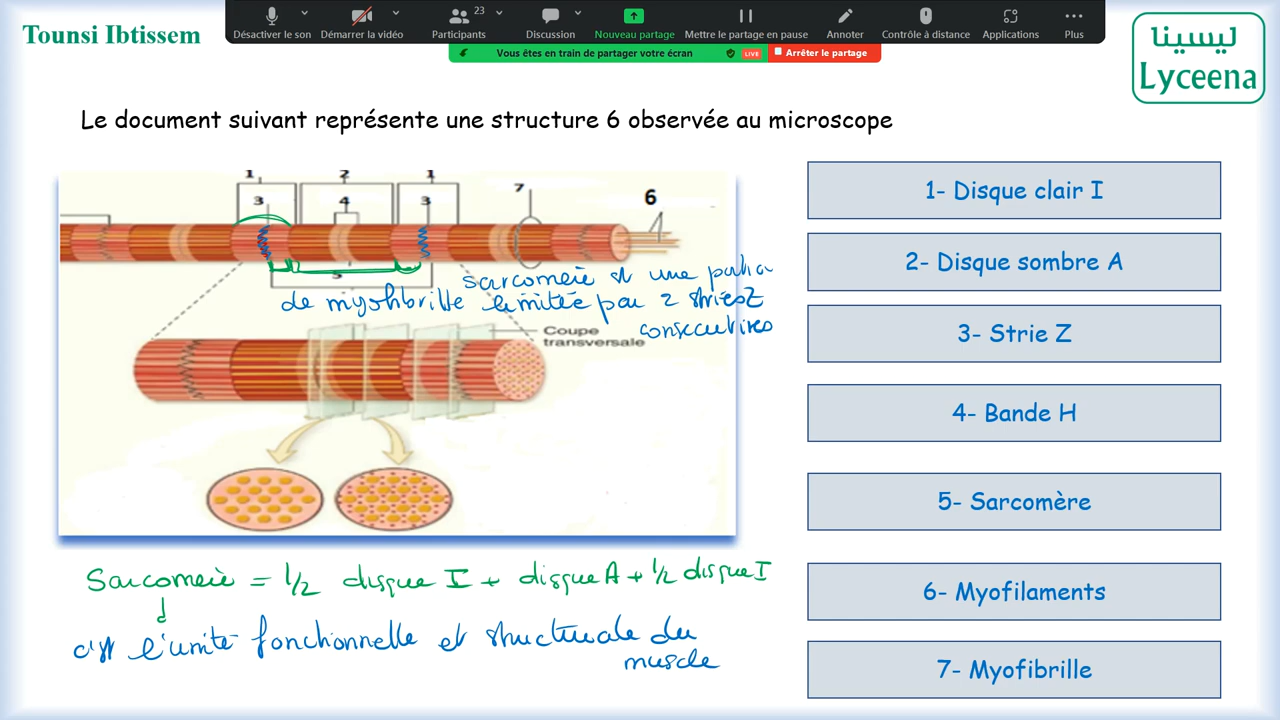 Tounsi Ibtissem
Désactiver le son
Démarrer la vidéo
23
Participants
Discussion
Nouveau partage
Mettre le partage en pause
Annoter
Contrôle à distance
Applications
Plus
Vous êtes en train de partager votre écran
LIVE
Arrêter le partage
ليسينا
Lyceena
Le document suivant représente une structure 6 observée au microscope
1 2 1
3 4 3 7 6
5
sarcomère est une partie
de myofibrille limitée par 2 stries Z
consecutives
Coupe
transversale
Sarcomère = 1/2 disque I + disque A + 1/2 disque I
c'est l'unité fonctionnelle et structurale du
muscle
1- Disque clair I
2- Disque sombre A
3- Strie Z
4- Bande H
5- Sarcomère
6- Myofilaments
7- Myofibrille